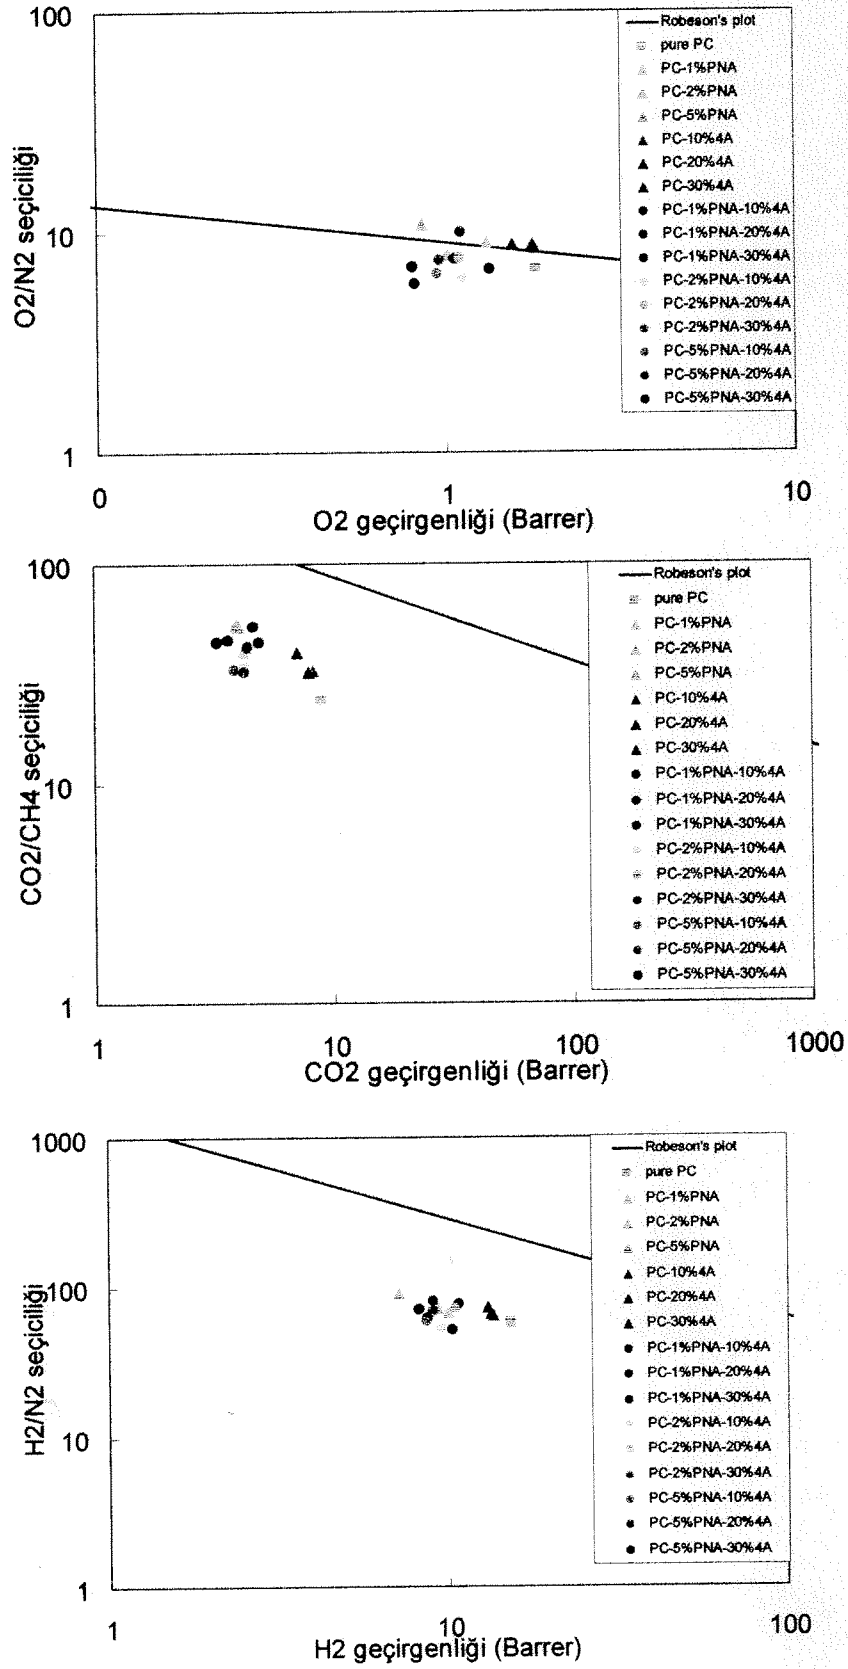 100
10
1
O2/N2 seçiciliği
0
1
10
O2 geçirgenliği (Barrer)
Robeson's plot
pure PC
PC-1%PNA
PC-2%PNA
PC-5%PNA
PC-10%4A
PC-20%4A
PC-30%4A
PC-1%PNA-10%4A
PC-1%PNA-20%4A
PC-1%PNA-30%4A
PC-2%PNA-10%4A
PC-2%PNA-20%4A
PC-2%PNA-30%4A
PC-5%PNA-10%4A
PC-5%PNA-20%4A
PC-5%PNA-30%4A
100
10
1
CO2/CH4 seçiciliği
1
10
100
1000
CO2 geçirgenliği (Barrer)
Robeson's plot
pure PC
PC-1%PNA
PC-2%PNA
PC-5%PNA
PC-10%4A
PC-20%4A
PC-30%4A
PC-1%PNA-10%4A
PC-1%PNA-20%4A
PC-1%PNA-30%4A
PC-2%PNA-10%4A
PC-2%PNA-20%4A
PC-2%PNA-30%4A
PC-5%PNA-10%4A
PC-5%PNA-20%4A
PC-5%PNA-30%4A
1000
100
10
1
H2/N2 seçiciliği
1
10
100
H2 geçirgenliği (Barrer)
Robeson's plot
pure PC
PC-1%PNA
PC-2%PNA
PC-5%PNA
PC-10%4A
PC-20%4A
PC-30%4A
PC-1%PNA-10%4A
PC-1%PNA-20%4A
PC-1%PNA-30%4A
PC-2%PNA-10%4A
PC-2%PNA-20%4A
PC-2%PNA-30%4A
PC-5%PNA-10%4A
PC-5%PNA-20%4A
PC-5%PNA-30%4A